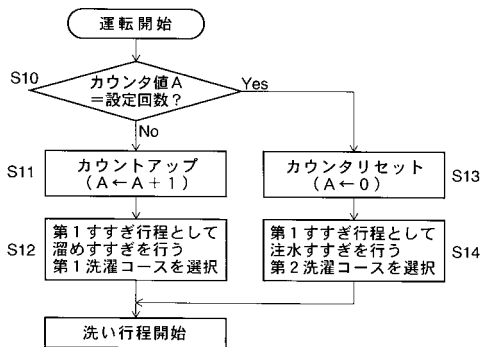 運転開始
S10
カウンタ値A
＝設定回数？
Yes
No
S11
カウントアップ
（A←A＋1）
カウンタリセット
（A←0）
S13
S12
第1すすぎ行程として
溜めすすぎを行う
第1洗濯コースを選択
第1すすぎ行程として
注水すすぎを行う
第2洗濯コースを選択
S14
洗い行程開始